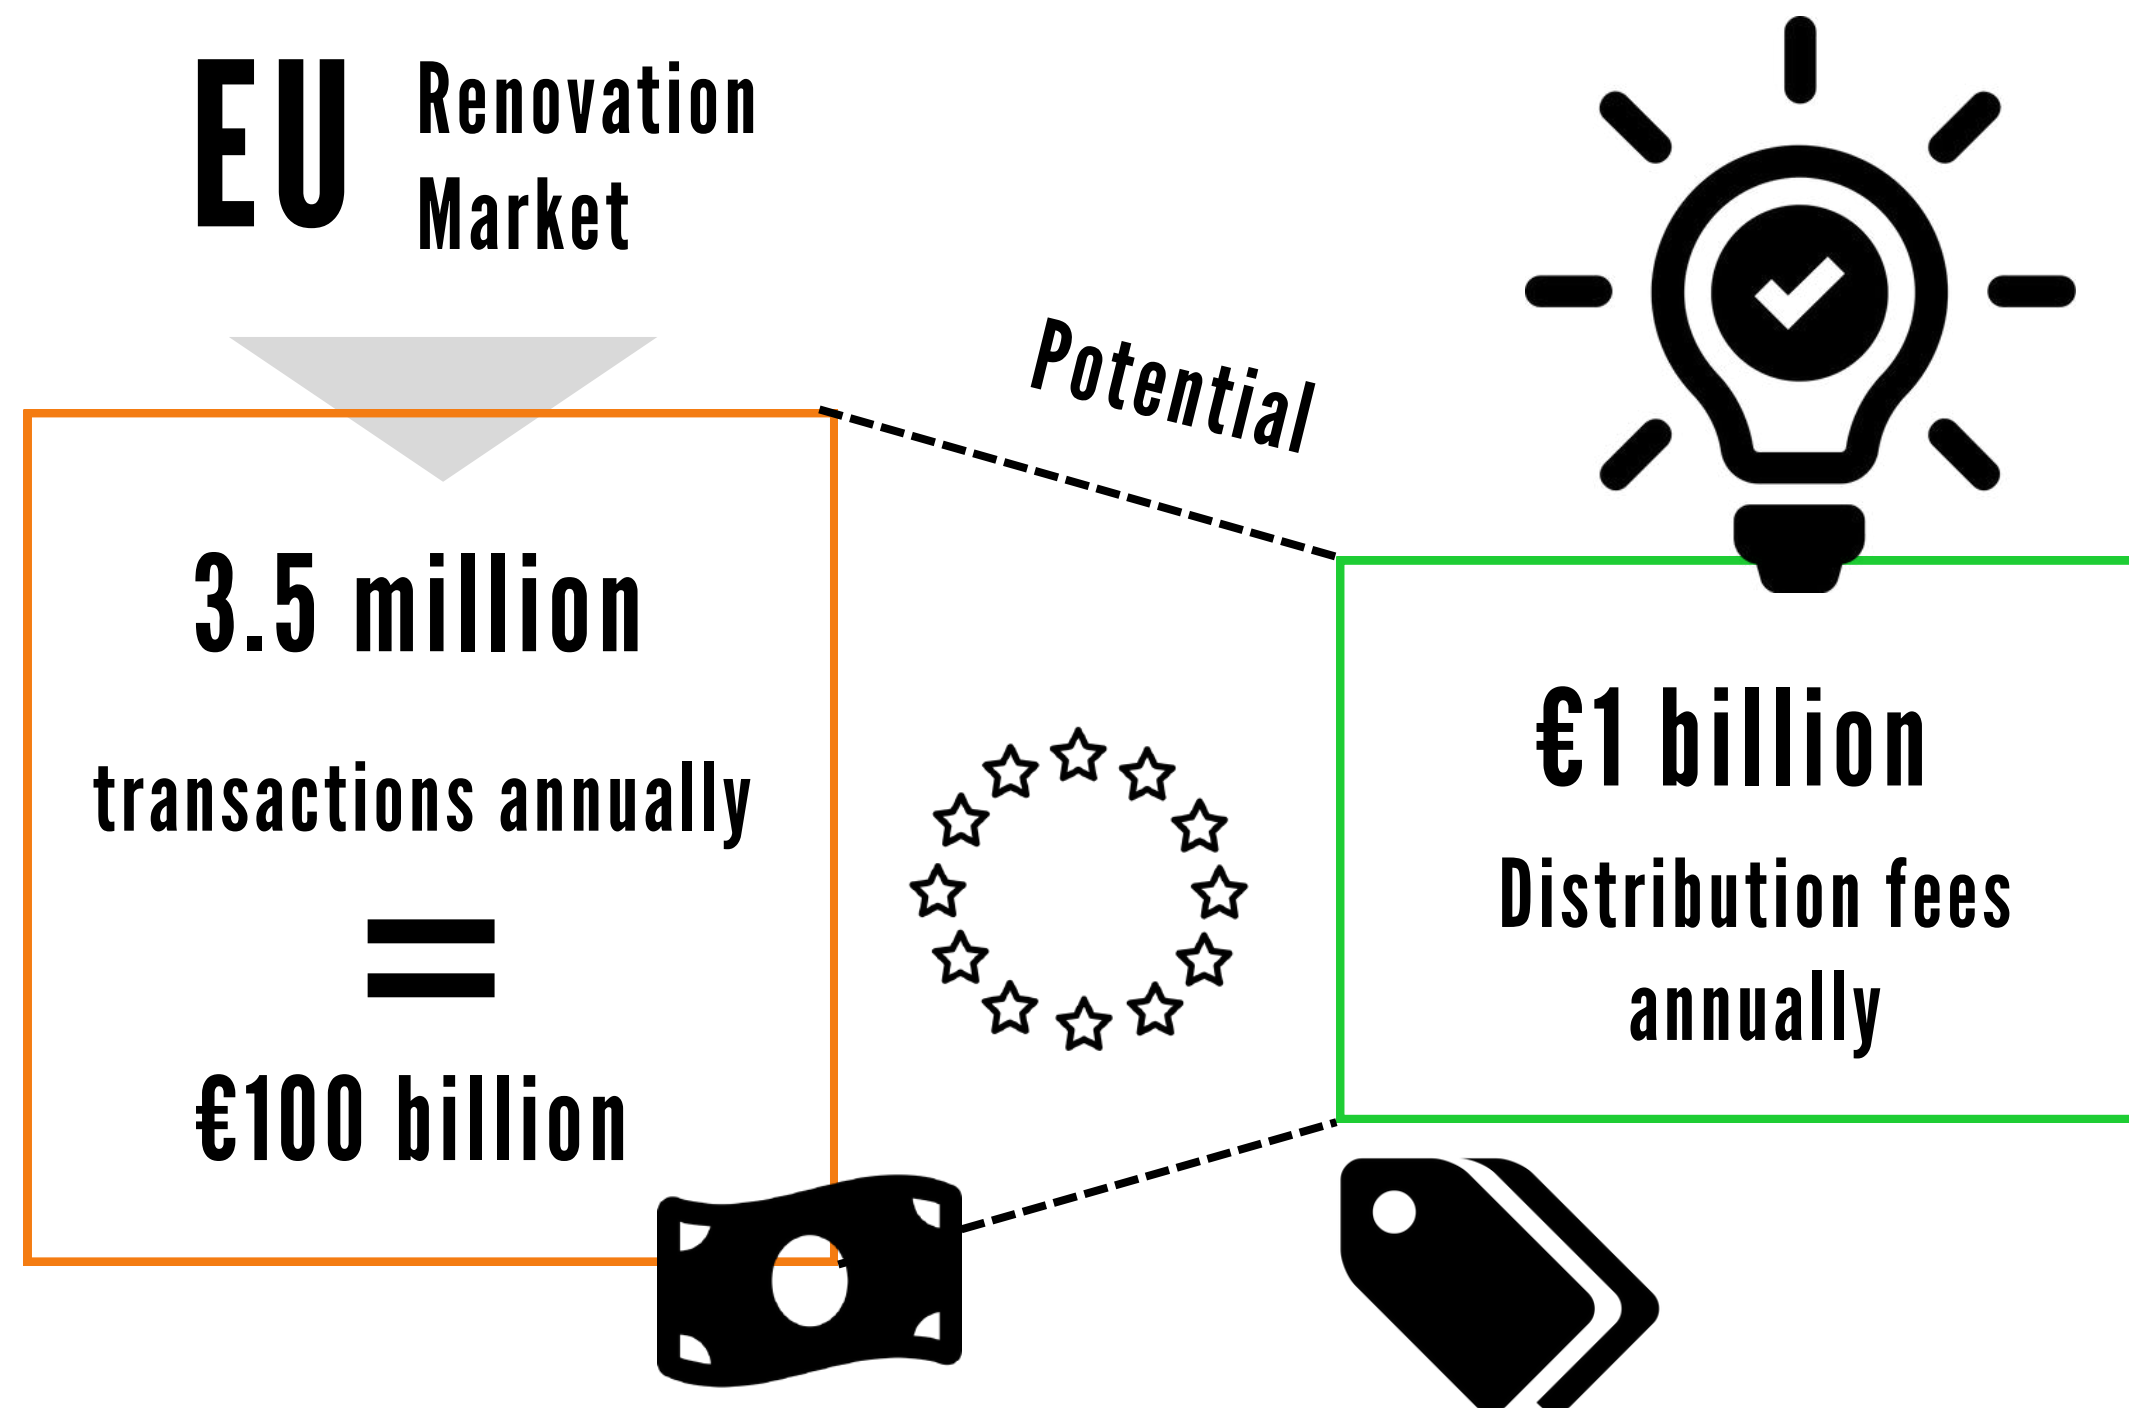 EU
Renovation
Market
Potential
3.5 million
transactions annually
=
€100 billion
€1 billion
Distribution fees
annually